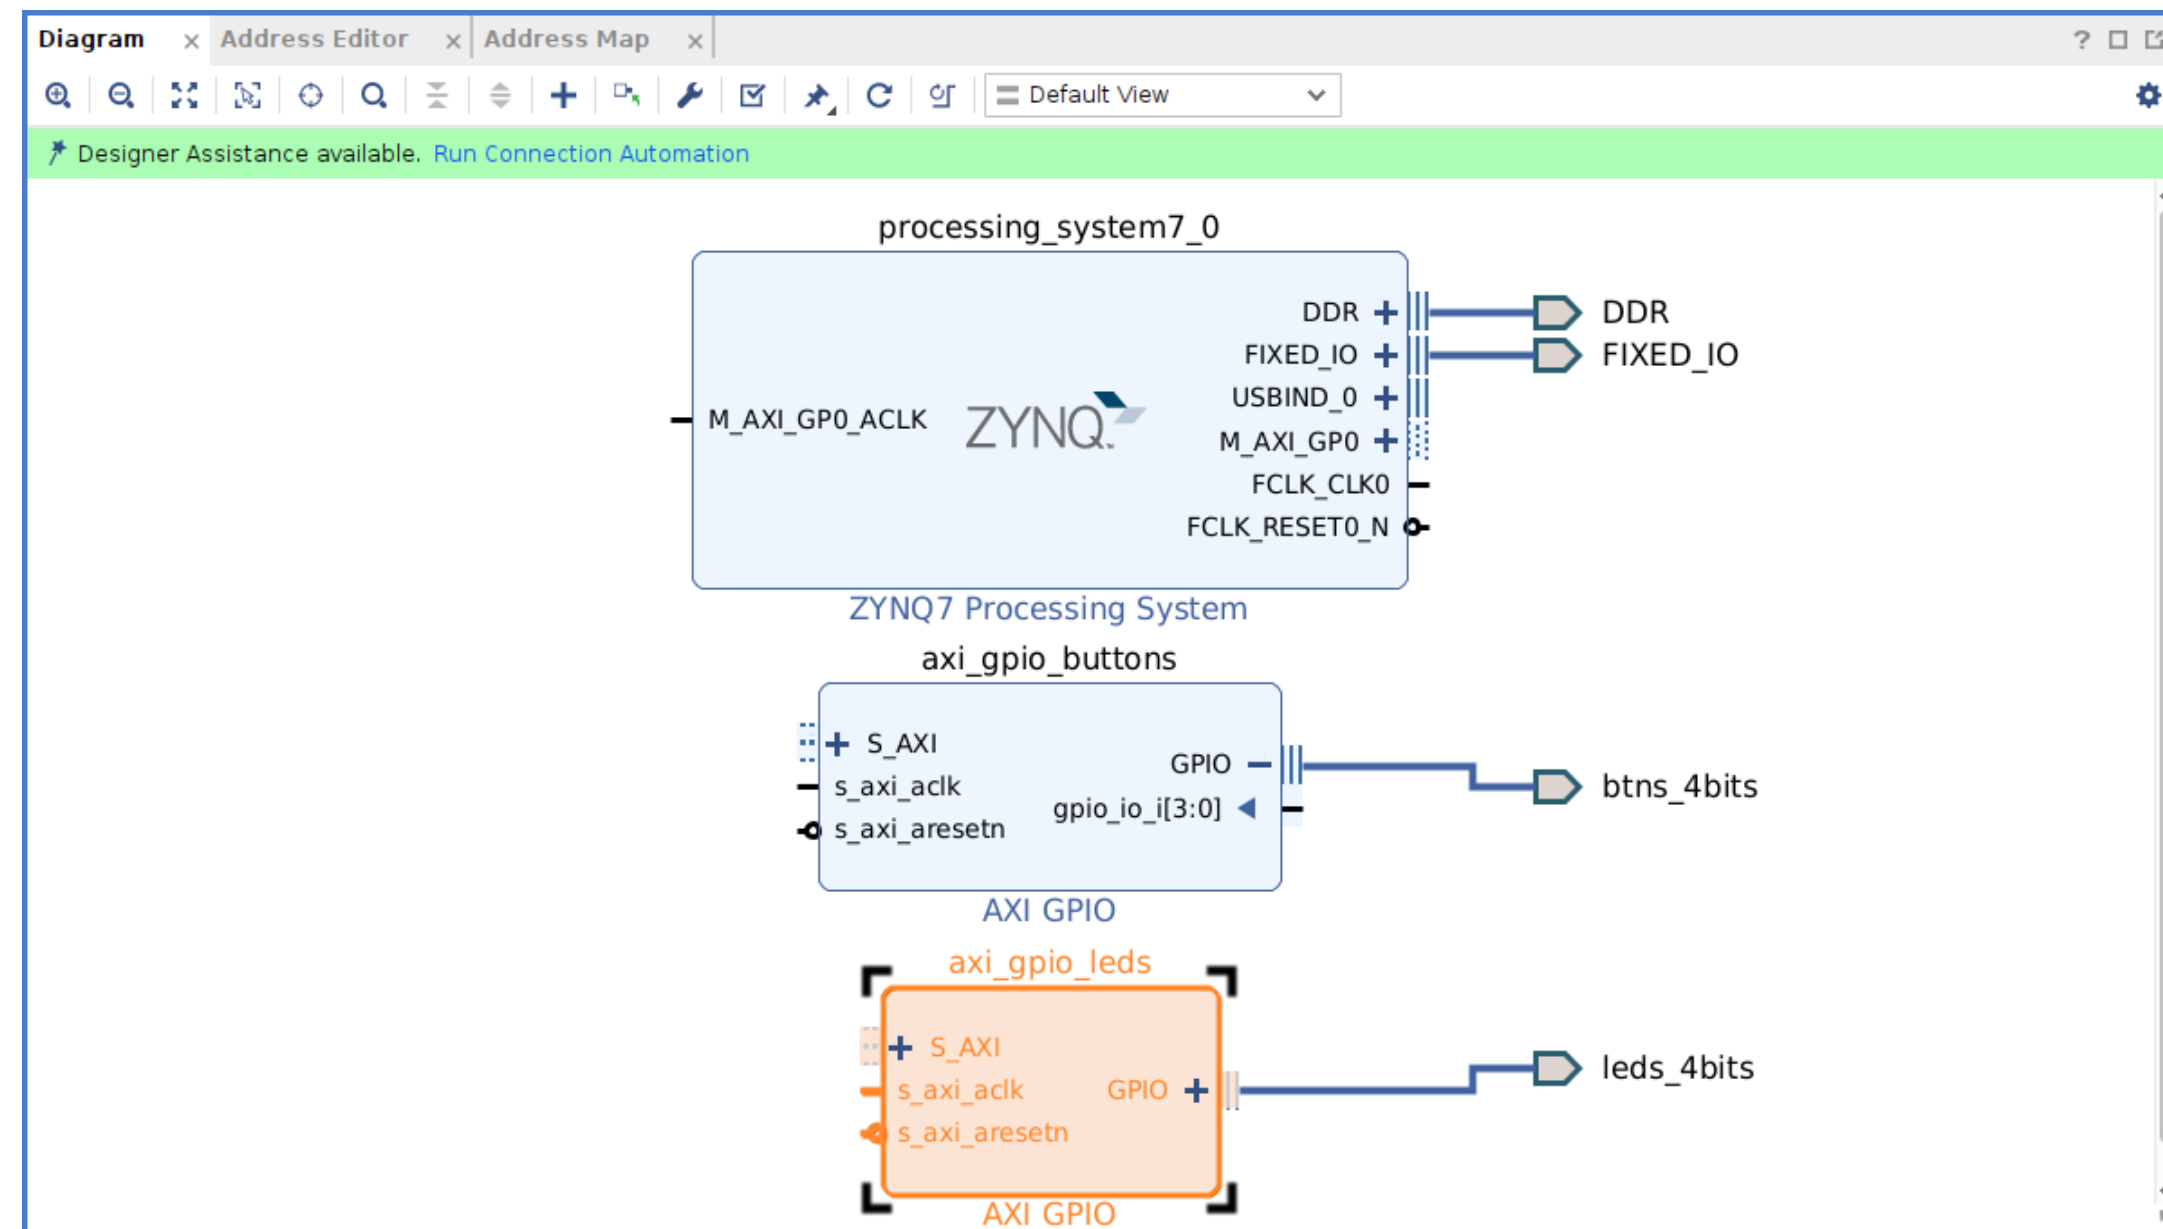 Diagram × Address Editor × Address Map ×
?
Default View
Designer Assistance available. Run Connection Automation
processing_system7_0
DDR
DDR
FIXED_IO
FIXED_IO
USBIND_0
M_AXI_GP0_ACLK
ZYNQ
M_AXI_GP0
FCLK_CLK0
FCLK_RESET0_N
ZYNQ7 Processing System
axi_gpio_buttons
S_AXI
GPIO
s_axi_aclk
btns_4bits
gpio_io_i[3:0]
s_axi_aresetn
AXI GPIO
axi_gpio_leds
S_AXI
s_axi_aclk
GPIO
leds_4bits
s_axi_aresetn
AXI GPIO